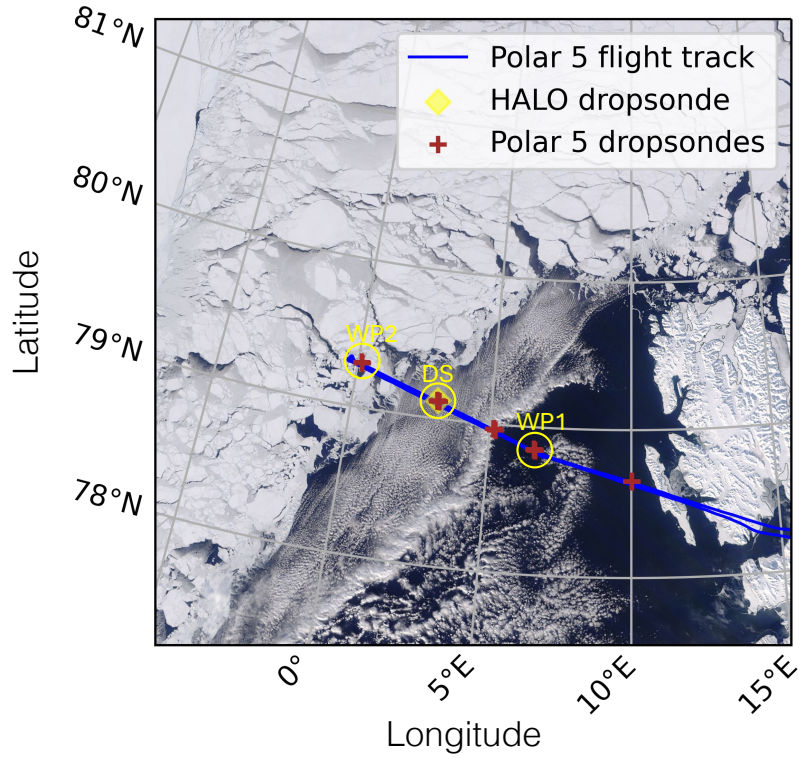 81°N
Polar 5 flight track
HALO dropsonde
Polar 5 dropsondes
80°N
79°N
78°N
Latitude
WP2
DS
WP1
0°
5°E
10°E
15°E
Longitude